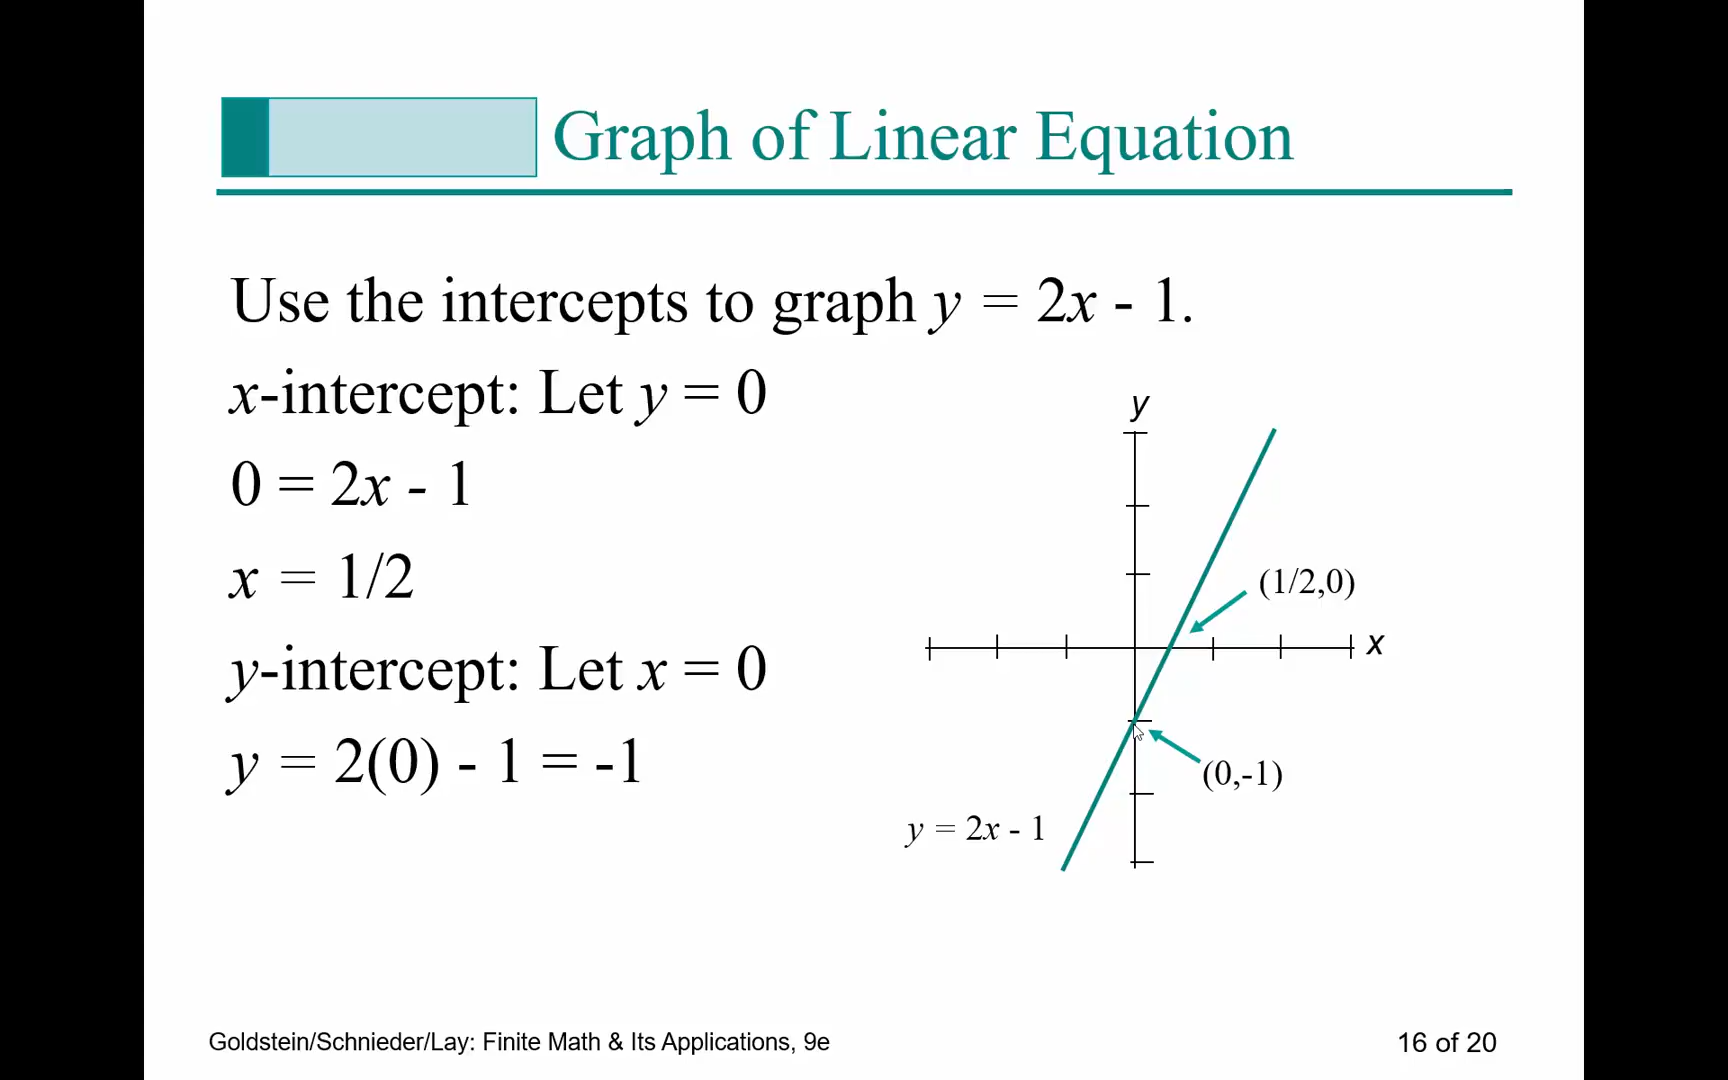 Graph of Linear Equation
Use the intercepts to graph y = 2x - 1.
x-intercept: Let y = 0
0 = 2x - 1
x = 1/2
y-intercept: Let x = 0
y = 2(0) - 1 = -1
y
(1/2,0)
x
(0,-1)
y = 2x - 1
Goldstein/Schnieder/Lay: Finite Math & Its Applications, 9e
16 of 20